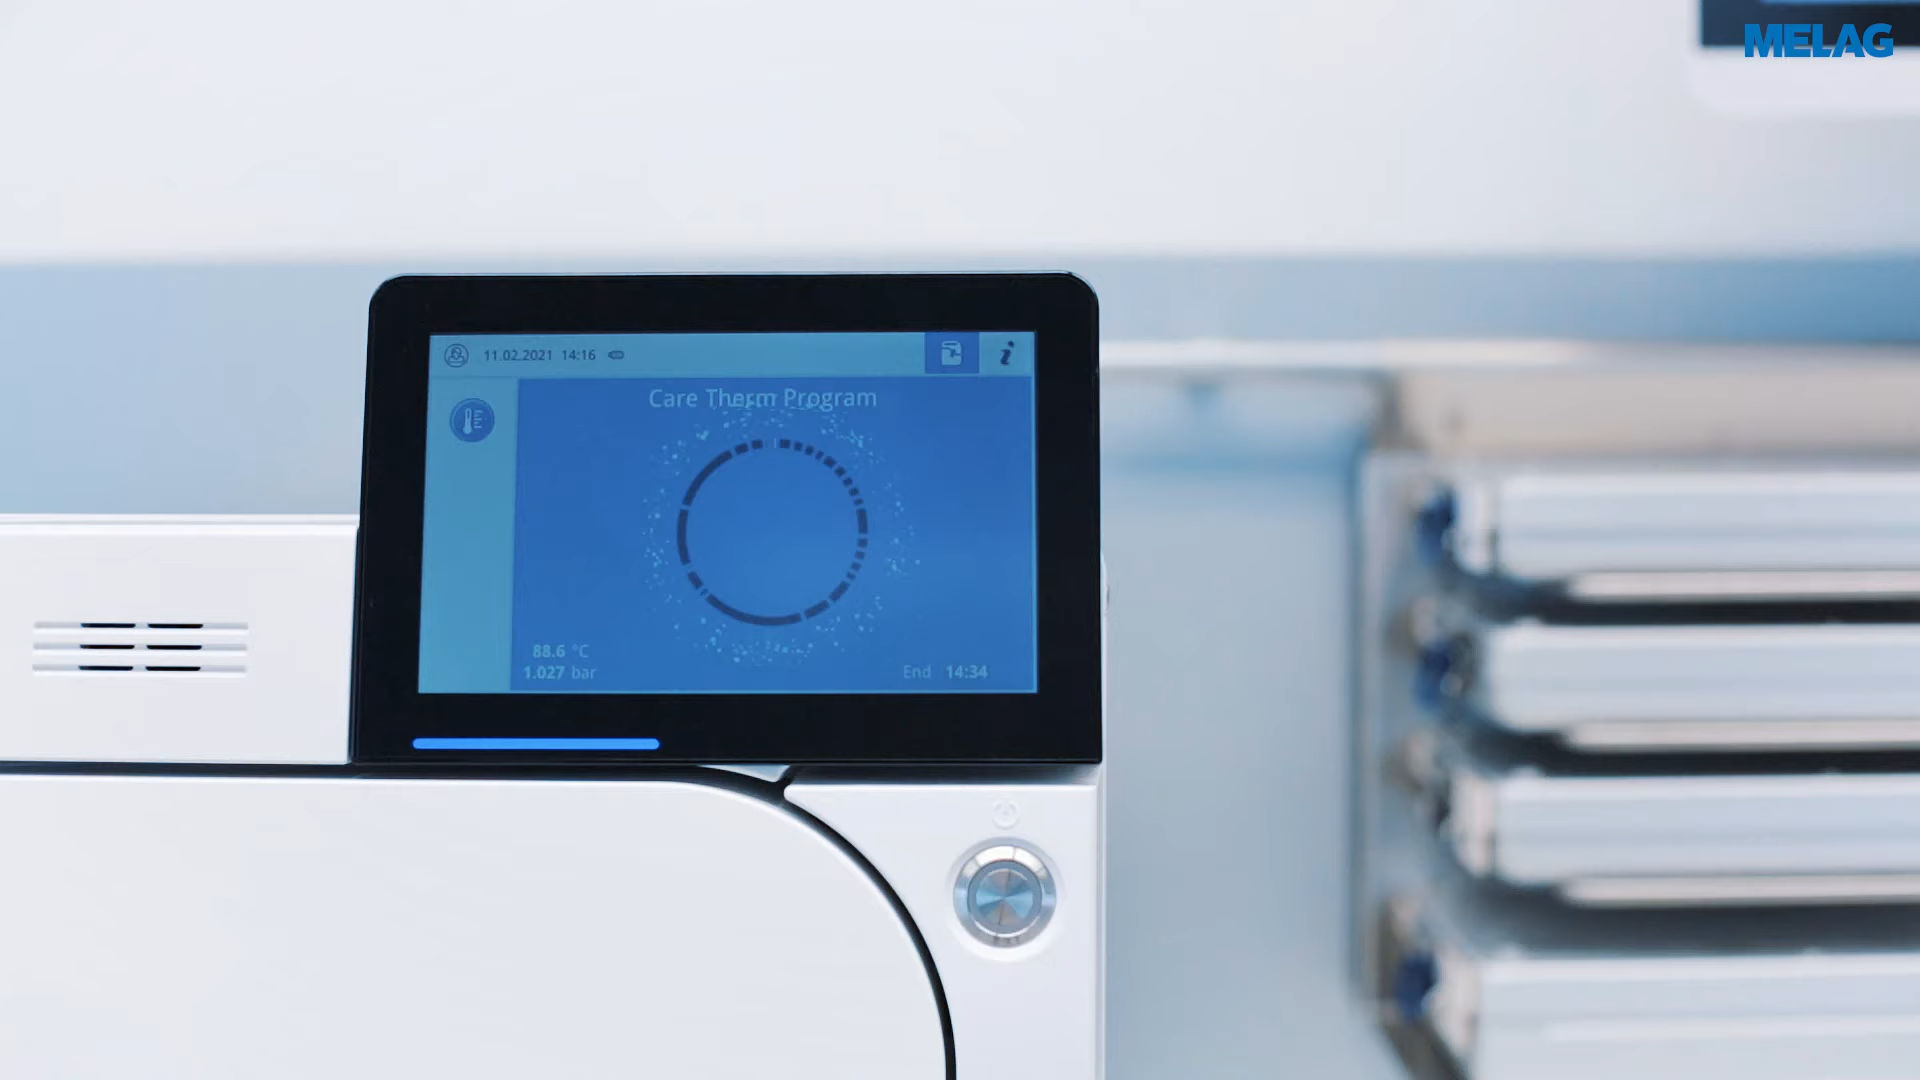 MELAG
11.02.2021 14:16
i
Care Therm Program
88.6 °C
1.027 bar
End 14:34